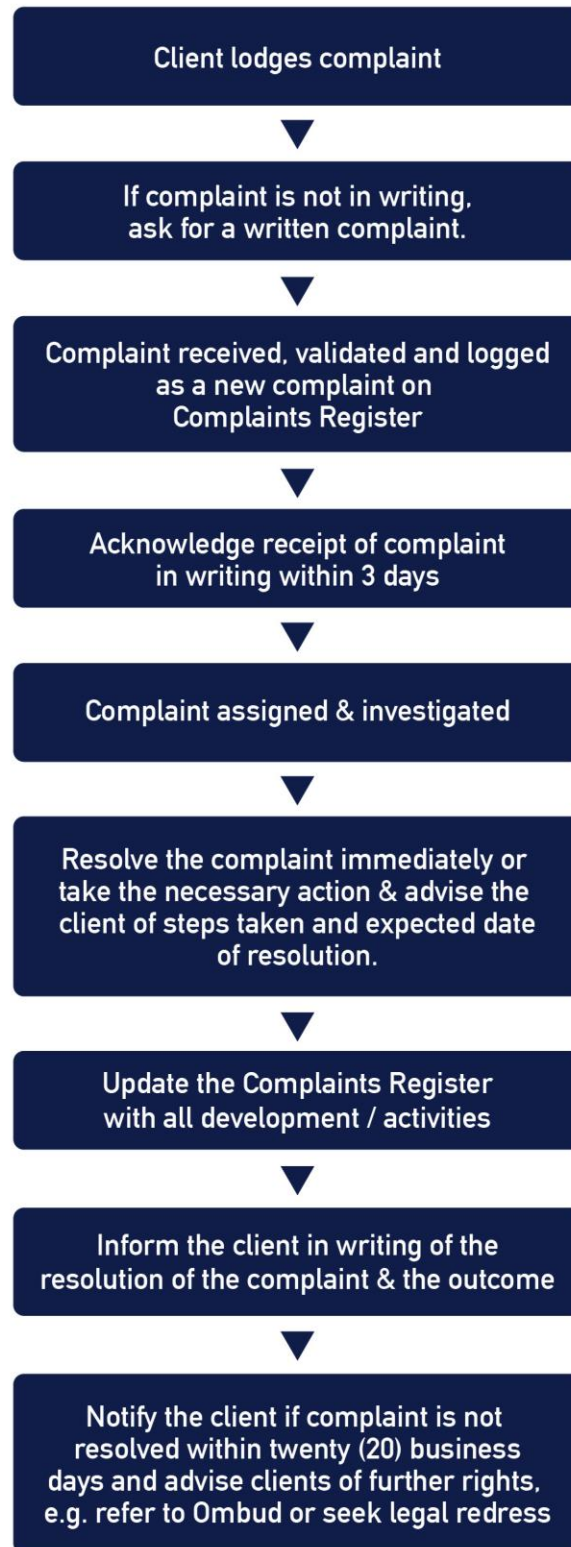 Client lodges complaint
If complaint is not in writing,
ask for a written complaint.
Complaint received, validated and logged
as a new complaint on
Complaints Register
Acknowledge receipt of complaint
in writing within 3 days
Complaint assigned & investigated
Resolve the complaint immediately or
take the necessary action & advise the
client of steps taken and expected date
of resolution.
Update the Complaints Register
with all development / activities
Inform the client in writing of the
resolution of the complaint & the outcome
Notify the client if complaint is not
resolved within twenty (20) business
days and advise clients of further rights,
e.g. refer to Ombud or seek legal redress